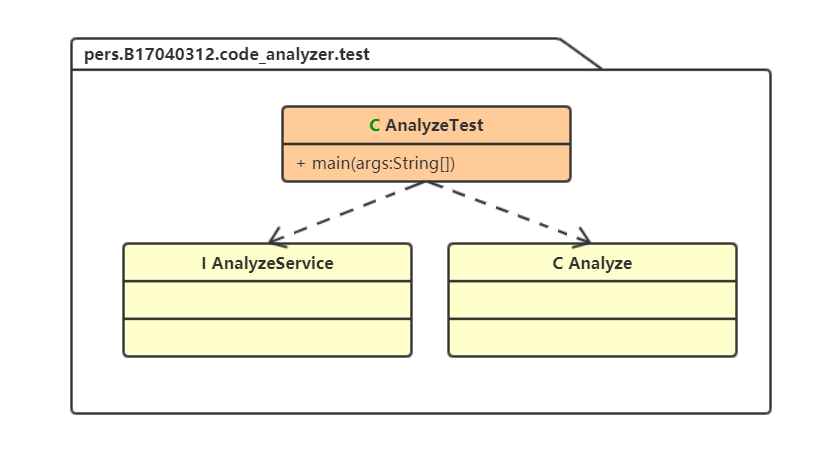 pers.B17040312.code_analyzer.test
C AnalyzeTest
+ main(args:String[])
I AnalyzeService
C Analyze